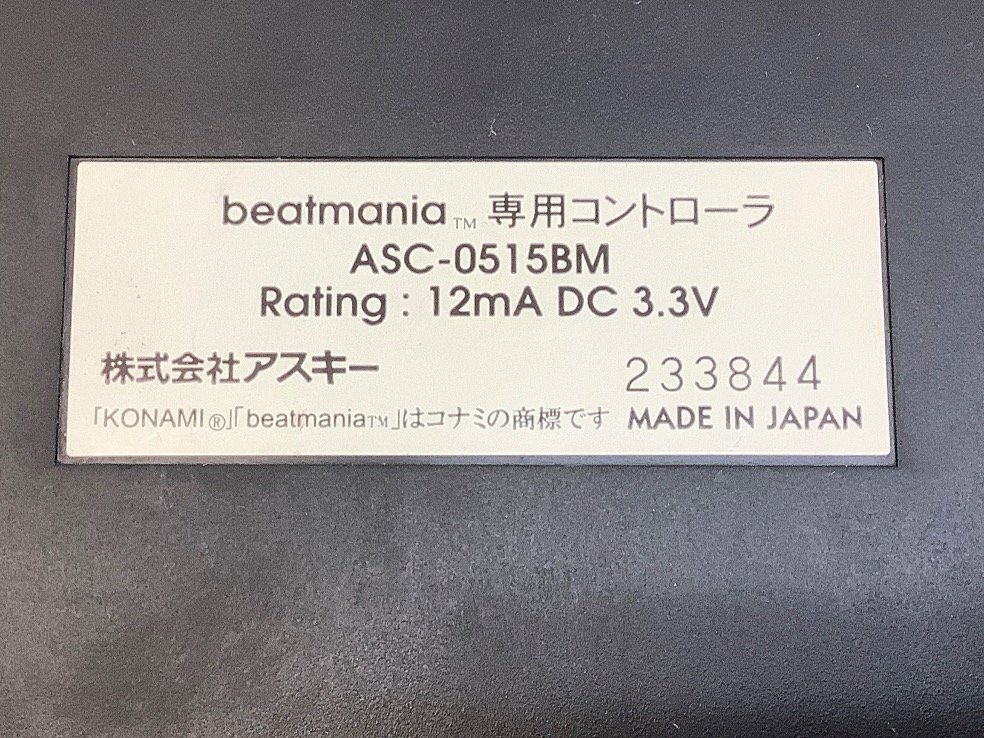 beatmania™ 専用コントローラ
ASC-0515BM
Rating : 12mA DC 3.3V
株式会社アスキー 233844
「KONAMI®」「beatmania™」はコナミの商標です MADE IN JAPAN